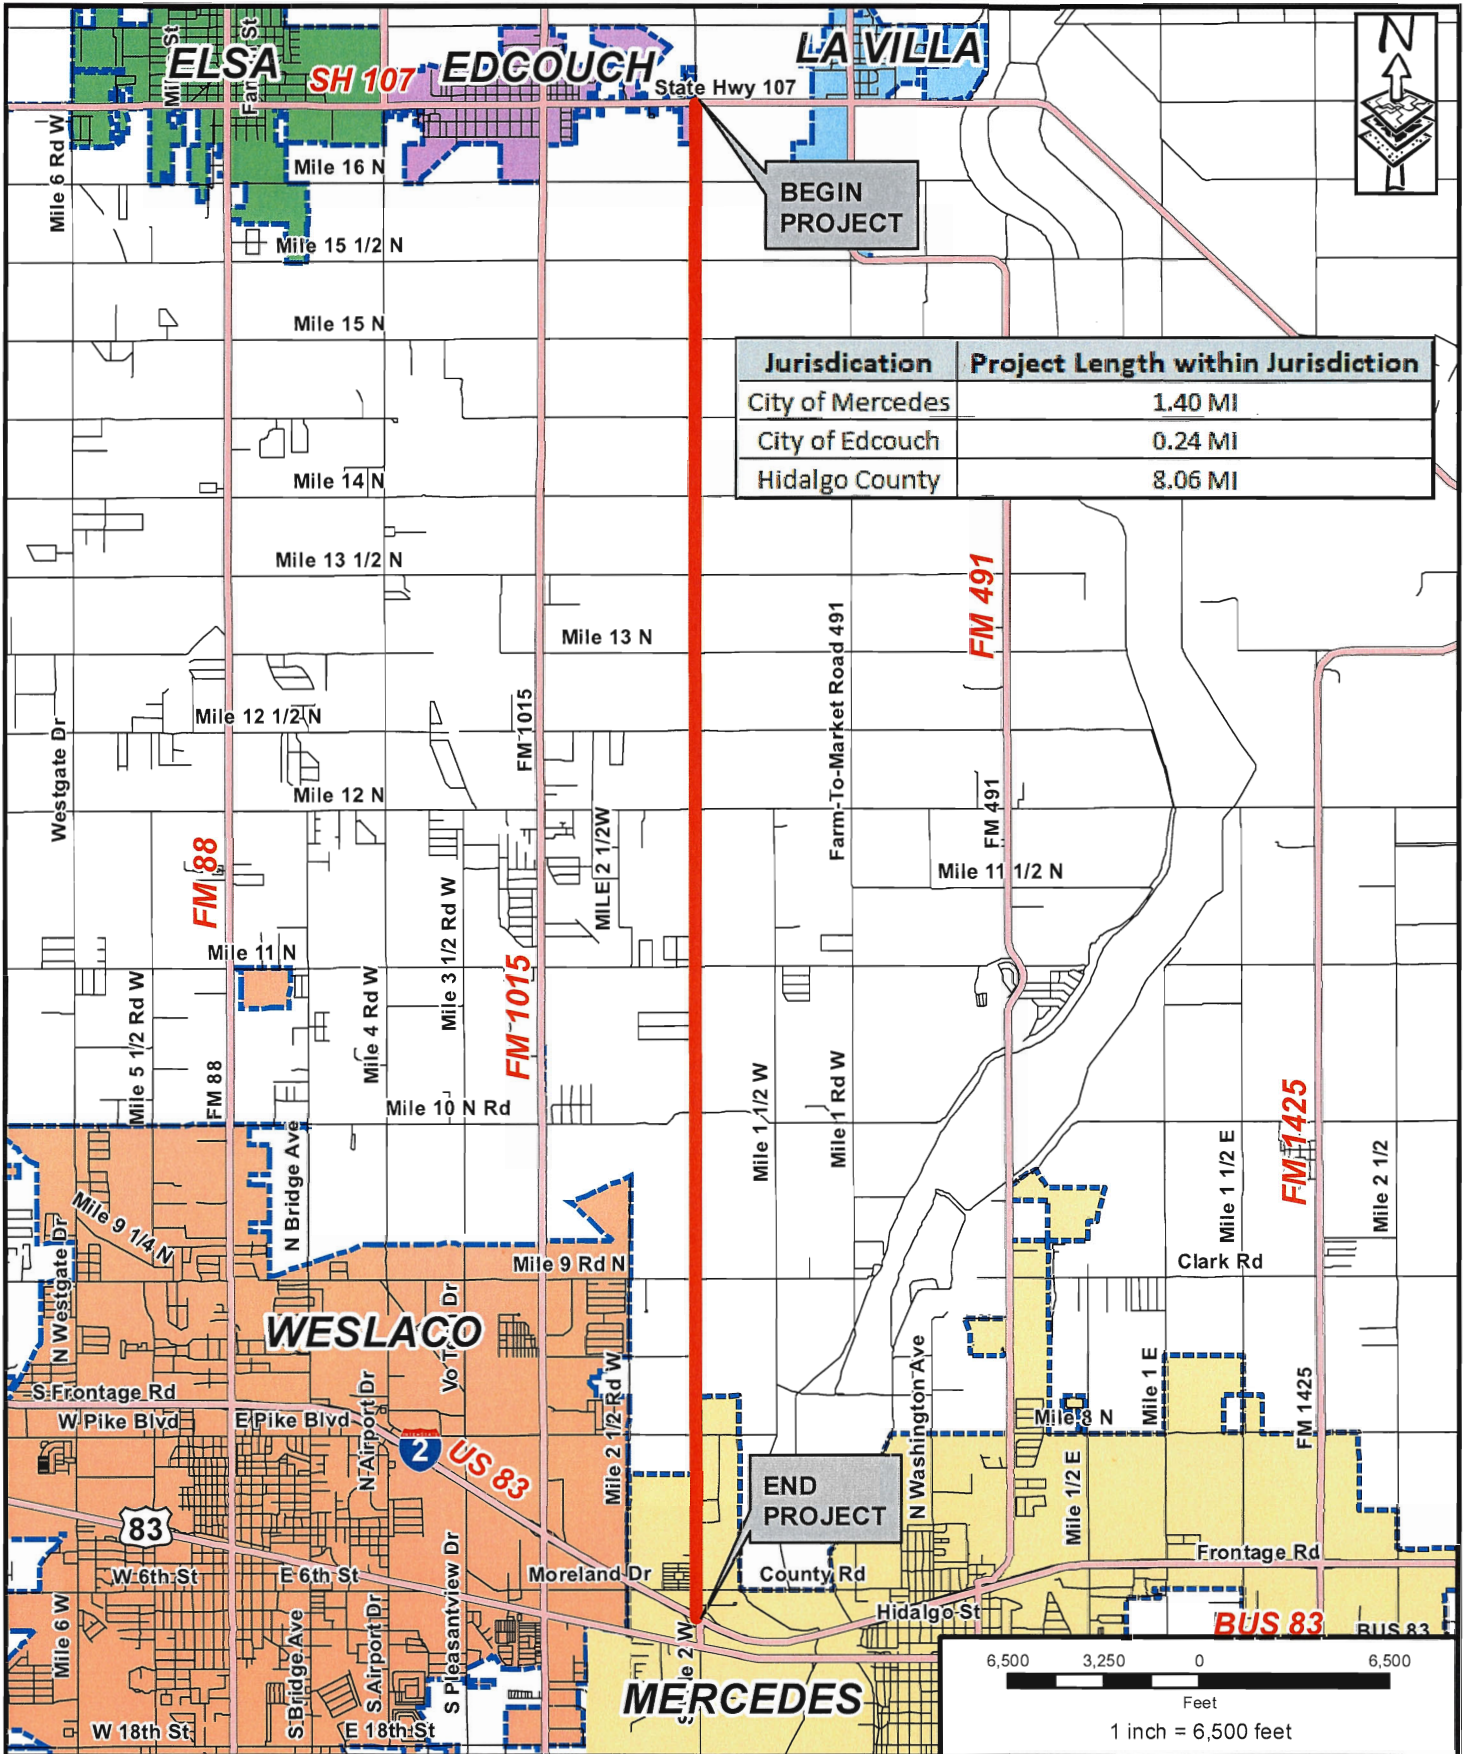 ELSA
SH 107
EDCOUCH
LA VILLA
State Hwy 107
N
Mile 6 Rd W
Mile 16 N
BEGIN
PROJECT
Mile 15 1/2 N
Mile 15 N
Jurisdication Project Length within Jurisdiction
City of Mercedes 1.40 MI
City of Edcouch 0.24 MI
Hidalgo County 8.06 MI
Mile 14 N
Mile 13 1/2 N
FM 491
Mile 13 N
Farm-To-Market Road 491
Westgate Dr
Mile 12 1/2 N
FM 1015
Mile 12 N
FM 491
FM 88
MILE 2 1/2W
Mile 11 1/2 N
Mile 11 N
Mile 3 1/2 Rd W
FM 1015
Mile 5 1/2 Rd W
Mile 4 Rd W
FM 88
Mile 10 N Rd
Mile 1 1/2 W
Mile 1 Rd W
FM 1425
Mile 1 1/2 E
Mile 2 1/2
N Bridge Ave
Mile 9 1/4 N
N Westgate Dr
Mile 9 Rd N
Clark Rd
WESLACO
S Frontage Rd
W Pike Blvd
E Pike Blvd
N Airport Dr
Mile 2 1/2 Rd W
N Washington Ave
Mile 1 E
FM 1425
Mile 8 N
2
US 83
END
PROJECT
Mile 1/2 E
83
W 6th St
E 6th St
S Pleasantview Dr
Moreland Dr
County Rd
Frontage Rd
Hidalgo St
BUS 83
BUS 83
Mile 6 W
S Bridge Ave
S Airport Dr
MERCEDES
W 18th St
E 18th St
6,500 3,250 0 6,500
Feet
1 inch = 6,500 feet